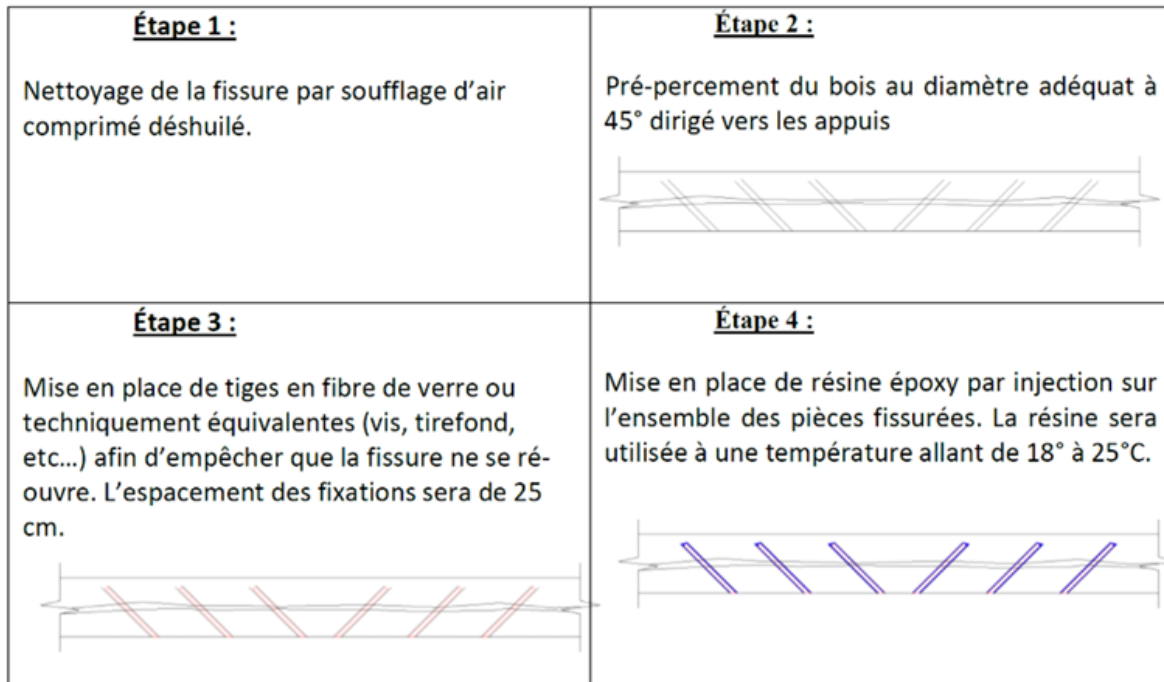 Étape 1 :
Nettoyage de la fissure par soufflage d’air
comprimé déshuilé.
Étape 2 :
Pré-percement du bois au diamètre adéquat à
45° dirigé vers les appuis
Étape 3 :
Mise en place de tiges en fibre de verre ou
techniquement équivalentes (vis, tirefond,
etc…) afin d’empêcher que la fissure ne se ré-
ouvre. L’espacement des fixations sera de 25
cm.
Étape 4 :
Mise en place de résine époxy par injection sur
l’ensemble des pièces fissurées. La résine sera
utilisée à une température allant de 18° à 25°C.